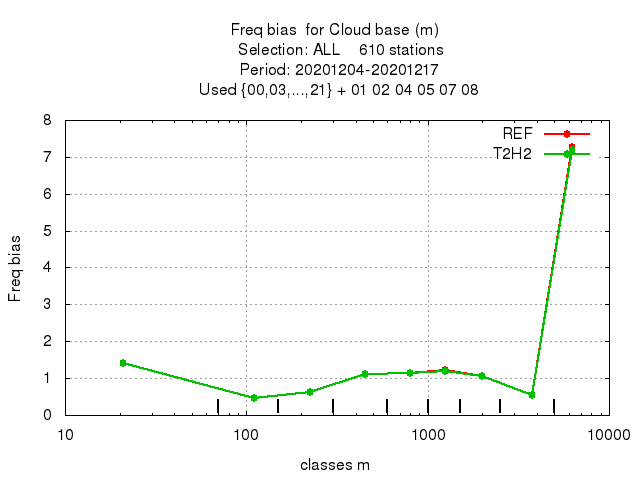 Freq bias  for Cloud base (m)
Selection: ALL    610 stations
Period: 20201204-20201217
Used {00,03,...,21} + 01 02 04 05 07 08
REF
T2H2
8
7
6
5
4
3
2
1
0
Freq bias
10 100 1000 10000
classes m